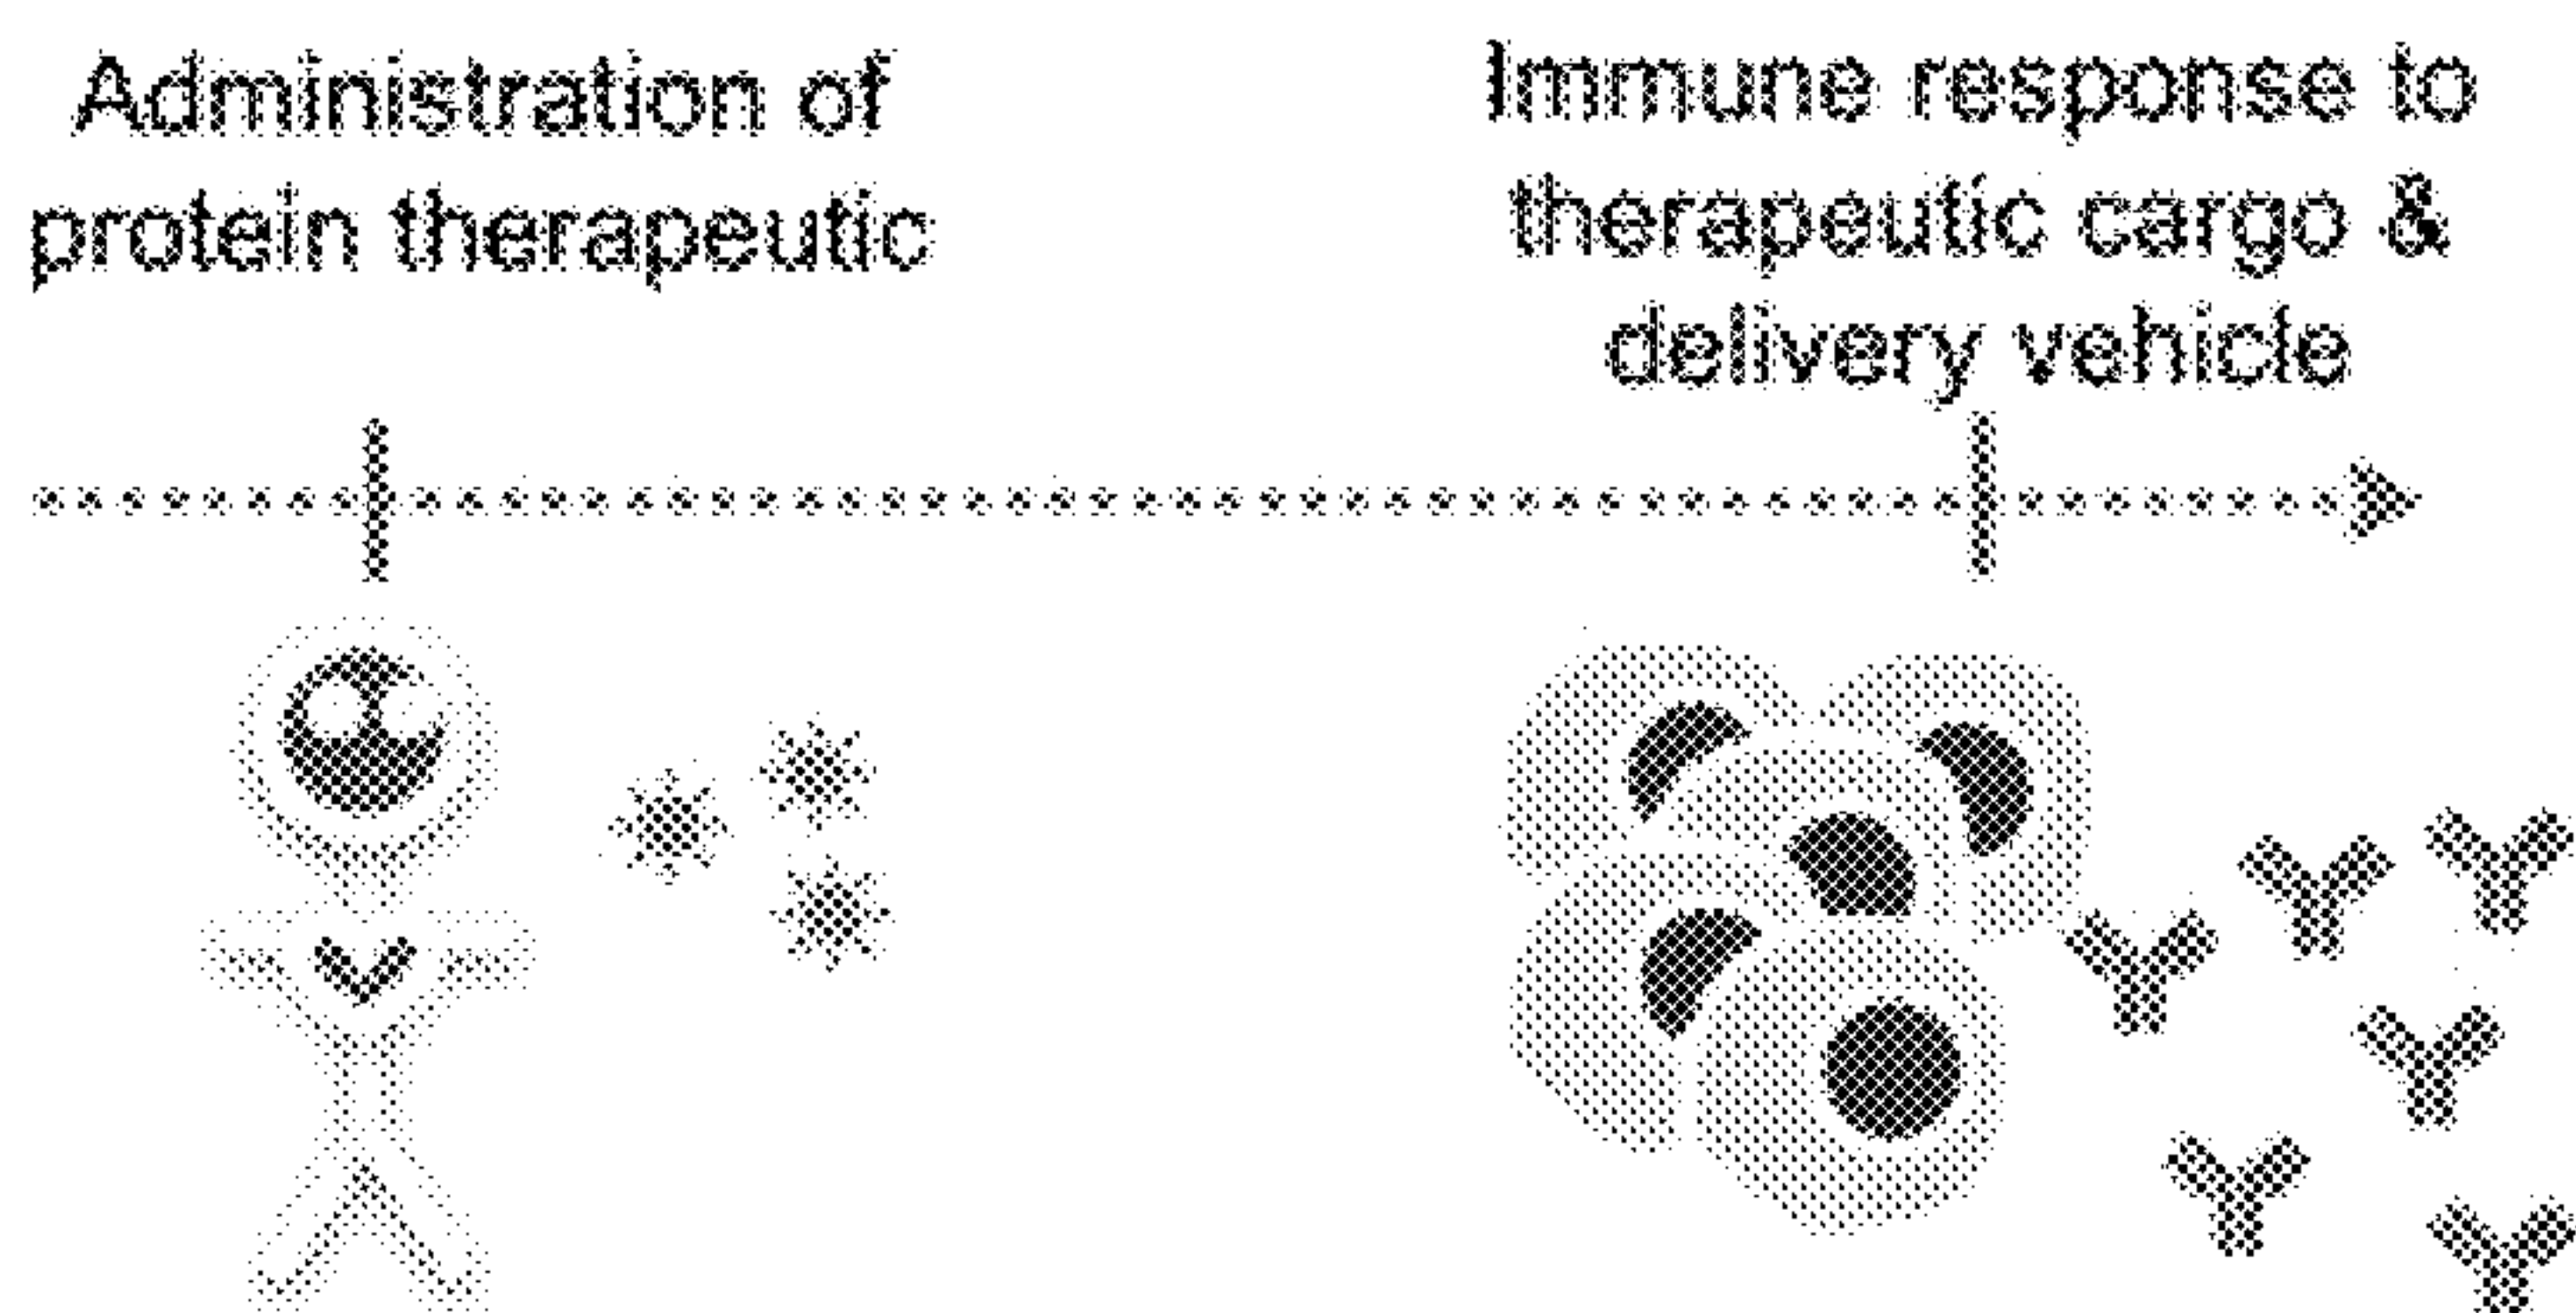 Administration of
protein therapeutic
Immune response to
therapeutic cargo &
delivery vehicle